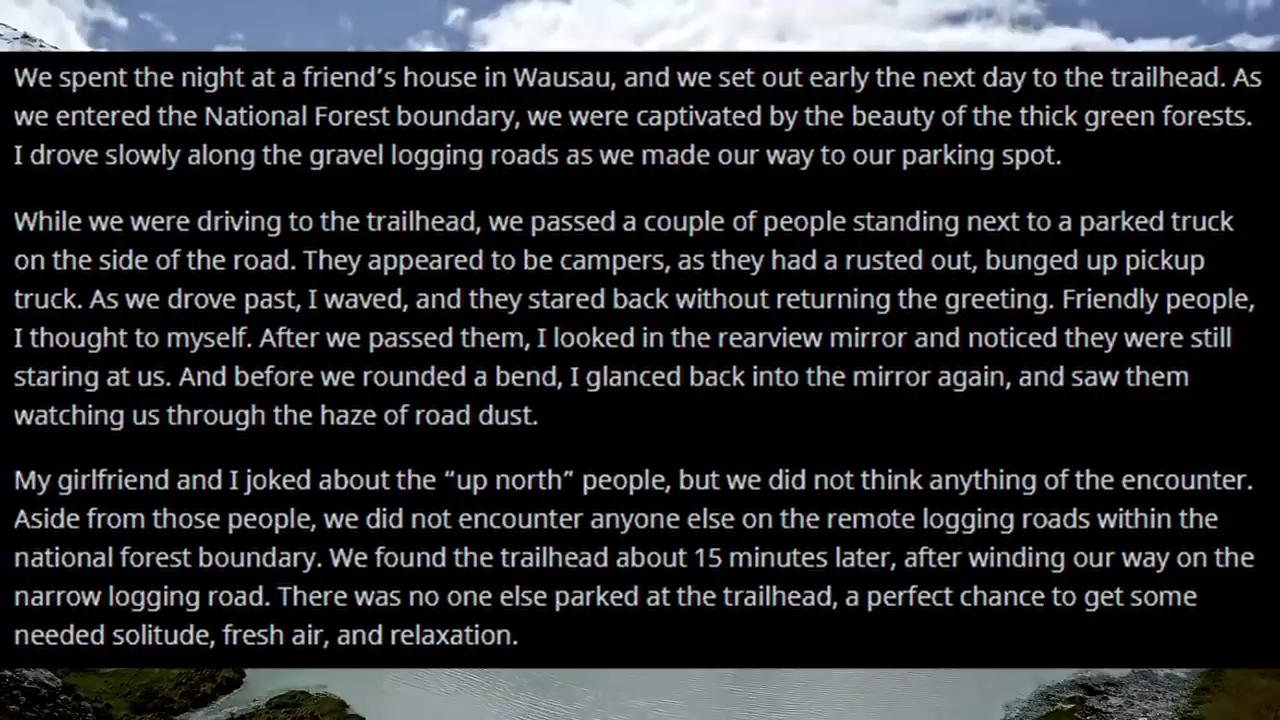 We spent the night at a friend’s house in Wausau, and we set out early the next day to the trailhead. As
we entered the National Forest boundary, we were captivated by the beauty of the thick green forests.
I drove slowly along the gravel logging roads as we made our way to our parking spot.
While we were driving to the trailhead, we passed a couple of people standing next to a parked truck
on the side of the road. They appeared to be campers, as they had a rusted out, bunged up pickup
truck. As we drove past, I waved, and they stared back without returning the greeting. Friendly people,
I thought to myself. After we passed them, I looked in the rearview mirror and noticed they were still
staring at us. And before we rounded a bend, I glanced back into the mirror again, and saw them
watching us through the haze of road dust.
My girlfriend and I joked about the “up north” people, but we did not think anything of the encounter.
Aside from those people, we did not encounter anyone else on the remote logging roads within the
national forest boundary. We found the trailhead about 15 minutes later, after winding our way on the
narrow logging road. There was no one else parked at the trailhead, a perfect chance to get some
needed solitude, fresh air, and relaxation.